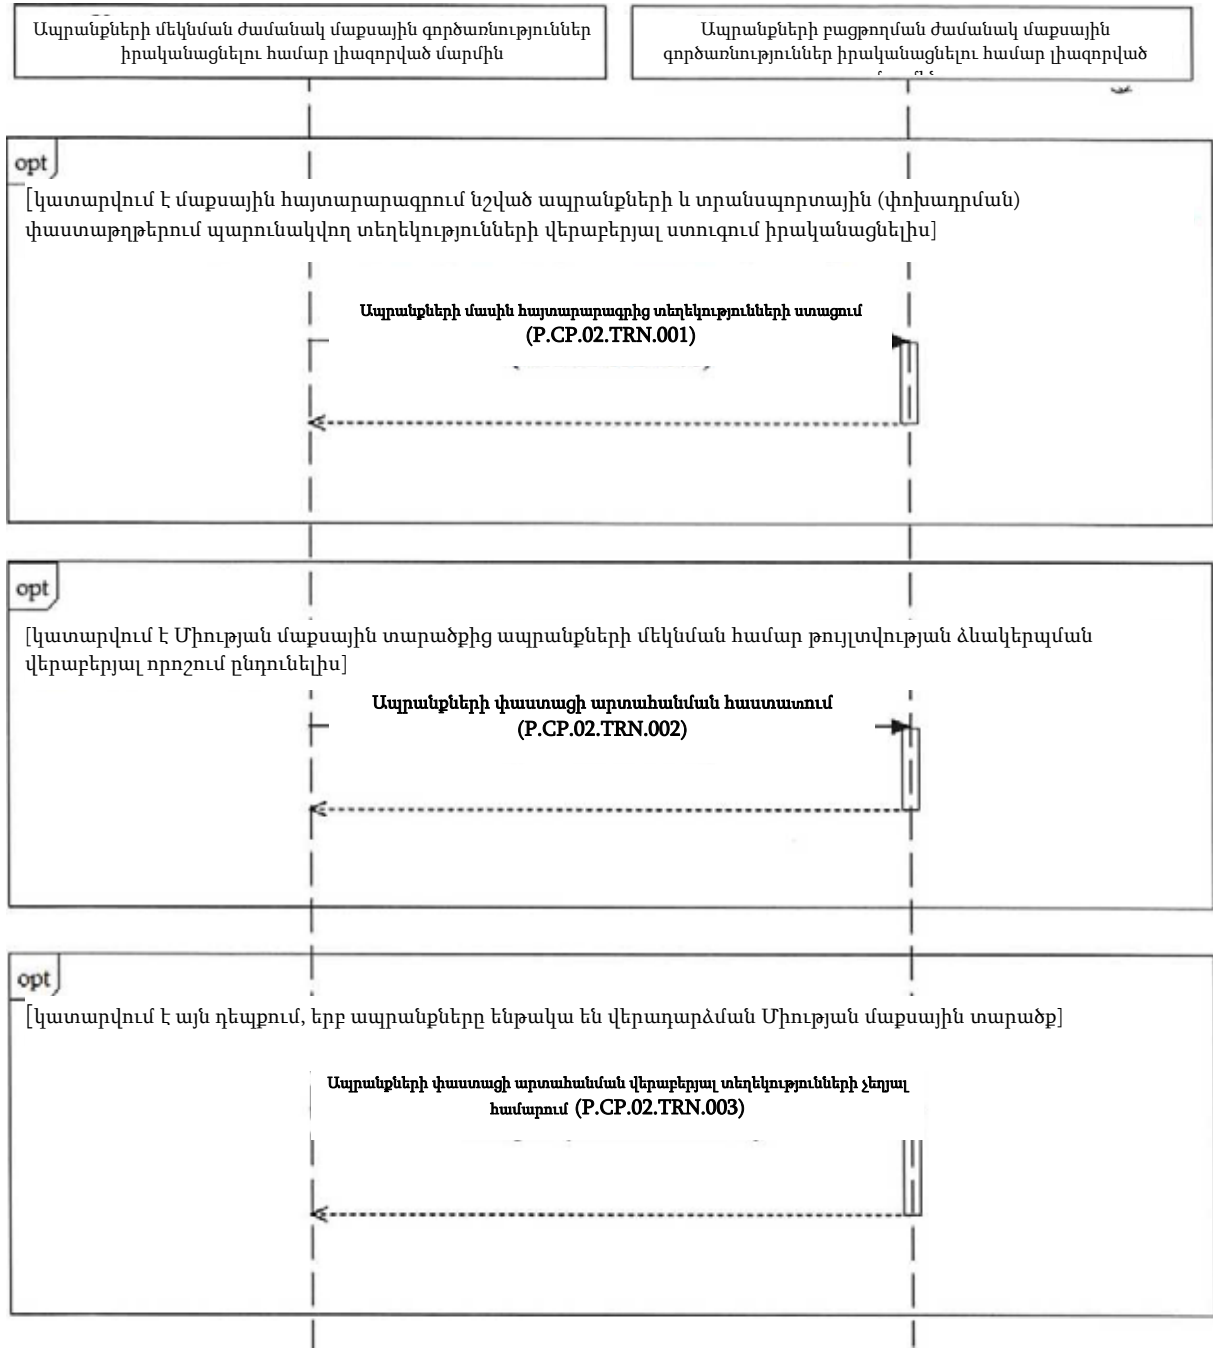 Ապրանքների մեկնման ժամանակ մաքսային գործառնություններ
իրականացնելու համար լիազորված մարմին
Ապրանքների բացթողման ժամանակ մաքսային
գործառնություններ իրականացնելու համար լիազորված
opt
[կատարվում է մաքսային հայտարարագրում նշված ապրանքների և տրանսպորտային (փոխադրման)
փաստաթղթերում պարունակվող տեղեկությունների վերաբերյալ ստուգում իրականացնելիս]
Ապրանքների մասին հայտարարագրից տեղեկությունների ստացում
(P.CP.02.TRN.001)
opt
[կատարվում է Միության մաքսային տարածքից ապրանքների մեկնման համար թույլտվության ձևակերպման
վերաբերյալ որոշում ընդունելիս]
Ապրանքների փաստացի արտահանման հաստատում
(P.CP.02.TRN.002)
opt
[կատարվում է այն դեպքում, երբ ապրանքները ենթակա են վերադարձման Միության մաքսային տարածք]
Ապրանքների փաստացի արտահանման վերաբերյալ տեղեկությունների չեղյալ
համարում (P.CP.02.TRN.003)